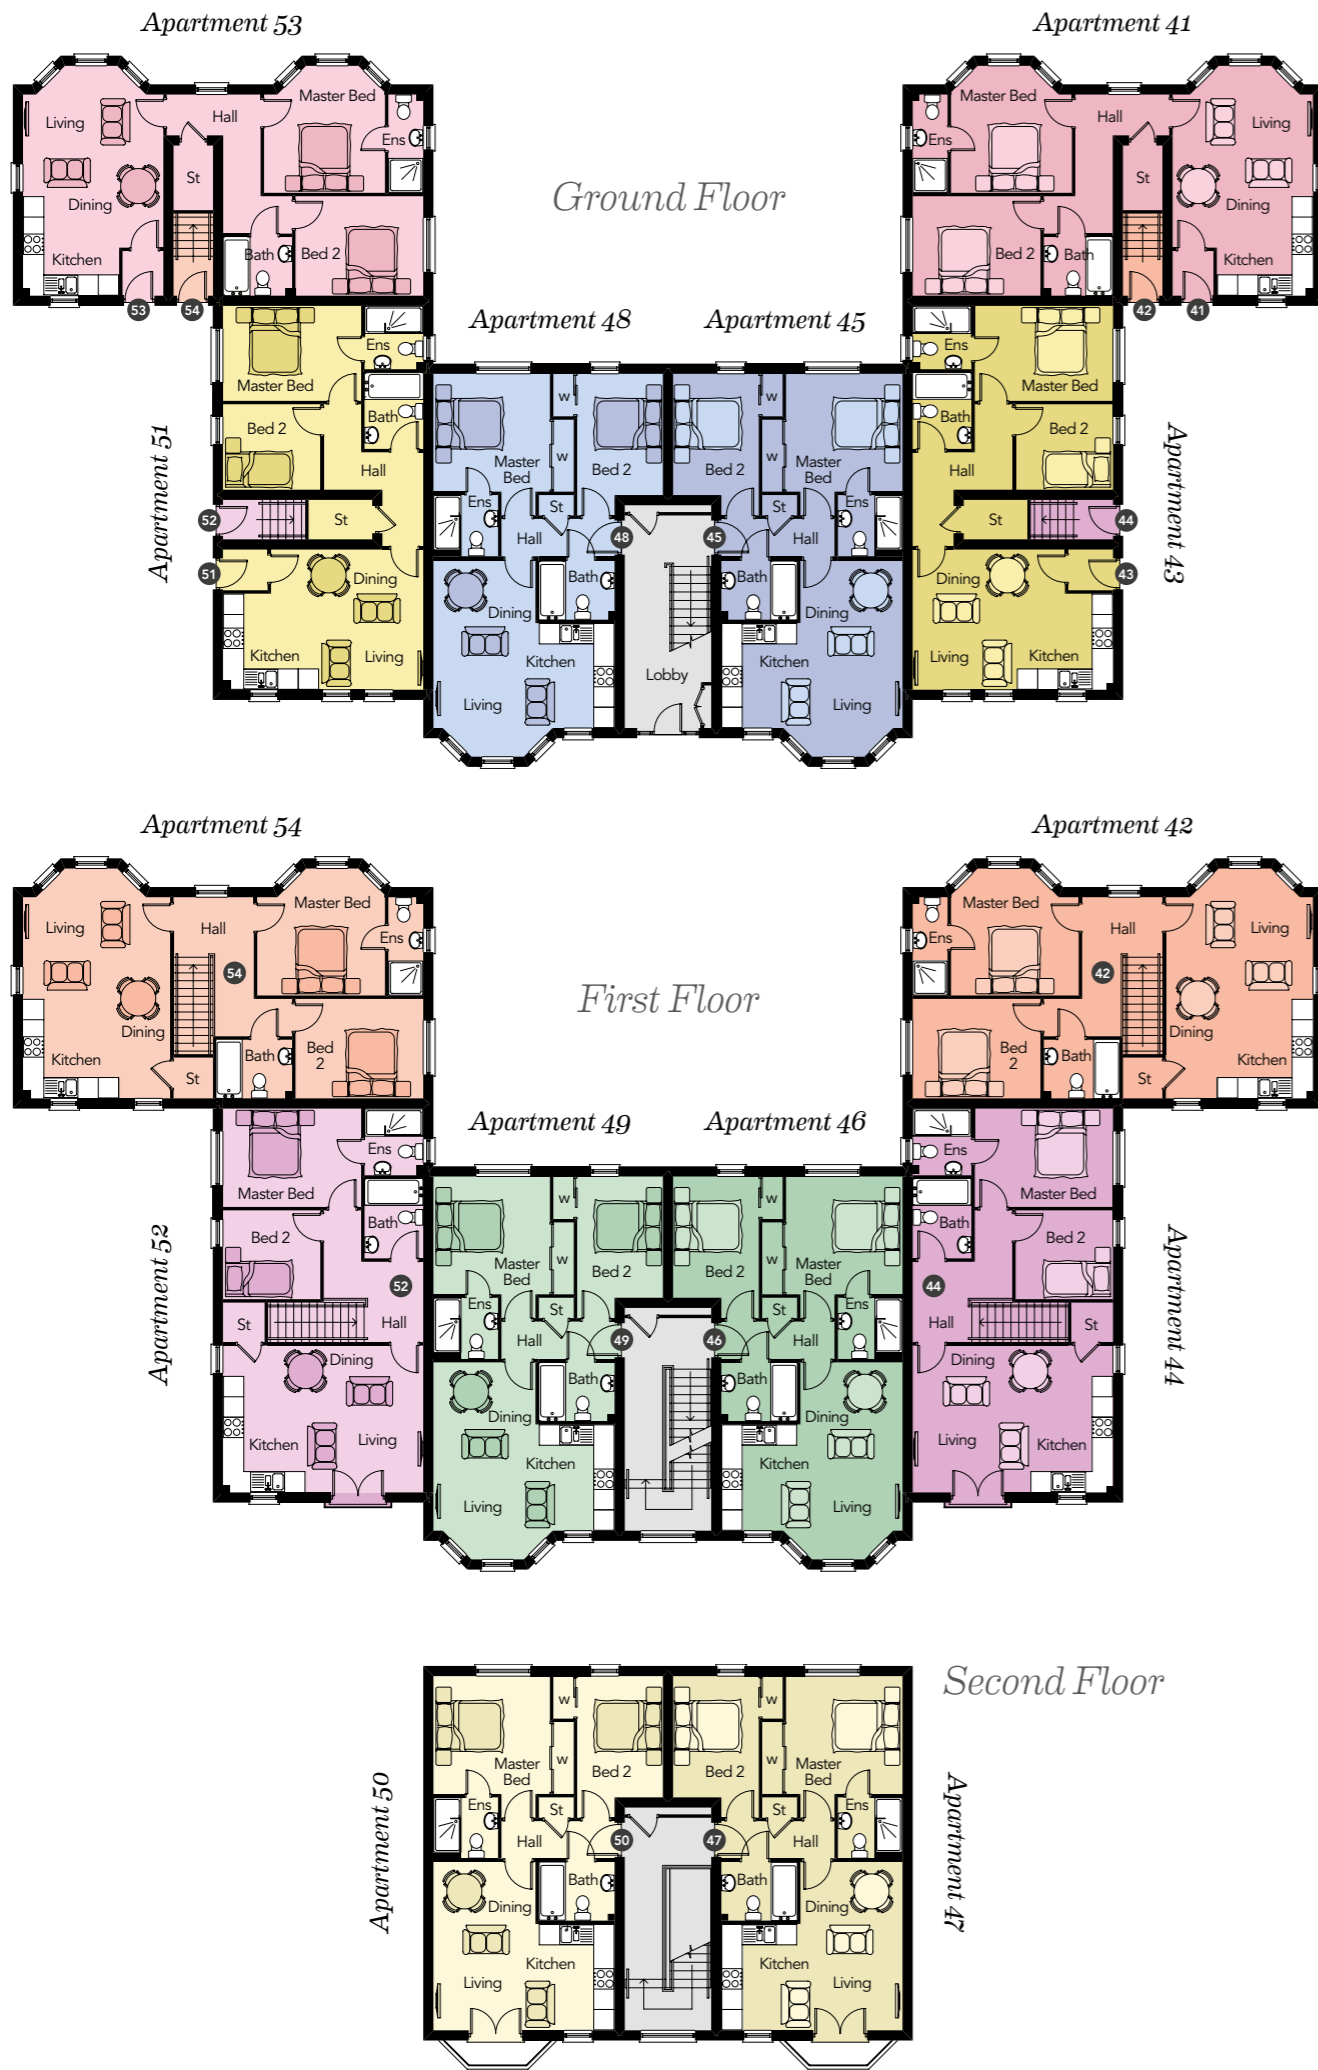 Apartment 53
Apartment 41
Living
Hall
Master Bed
Ens
St
Dining
Kitchen
Bath
Bed 2
53
54
Ground Floor
Master Bed
Ens
Hall
Living
St
Dining
Bed 2
Bath
Kitchen
42
41
Apartment 48
Apartment 45
Apartment 51
Master Bed
Ens
Bed 2
Bath
Hall
52
St
51
Dining
Kitchen
Living
W
W
Master
Bed
Bed 2
Ens
St
Hall
48
Bath
Dining
Kitchen
Living
Lobby
W
W
Bed 2
Master
Bed
St
Ens
45
Hall
Bath
Dining
Kitchen
Living
Ens
Master Bed
Bath
Bed 2
Hall
St
44
Dining
43
Living
Kitchen
Apartment 43
Apartment 54
Apartment 42
Living
Hall
Master Bed
Ens
54
Dining
Kitchen
St
Bath
Bed
2
First Floor
Master Bed
Ens
Hall
Living
42
Dining
Bed
2
Bath
Kitchen
St
Apartment 49
Apartment 46
Apartment 52
Ens
Master Bed
Bath
Bed 2
52
St
Hall
Dining
Kitchen
Living
W
W
Master
Bed
Bed 2
Ens
St
Hall
49
Bath
Dining
Kitchen
Living
W
W
Bed 2
Master
Bed
St
Ens
46
Hall
Bath
Dining
Kitchen
Living
Ens
Master Bed
Bath
Bed 2
44
Hall
St
Dining
Living
Kitchen
Apartment 44
Second Floor
Apartment 50
W
W
Master
Bed
Bed 2
Ens
St
Hall
50
Bath
Dining
Kitchen
Living
W
W
Bed 2
Master
Bed
St
Ens
47
Hall
Bath
Dining
Kitchen
Living
Apartment 47